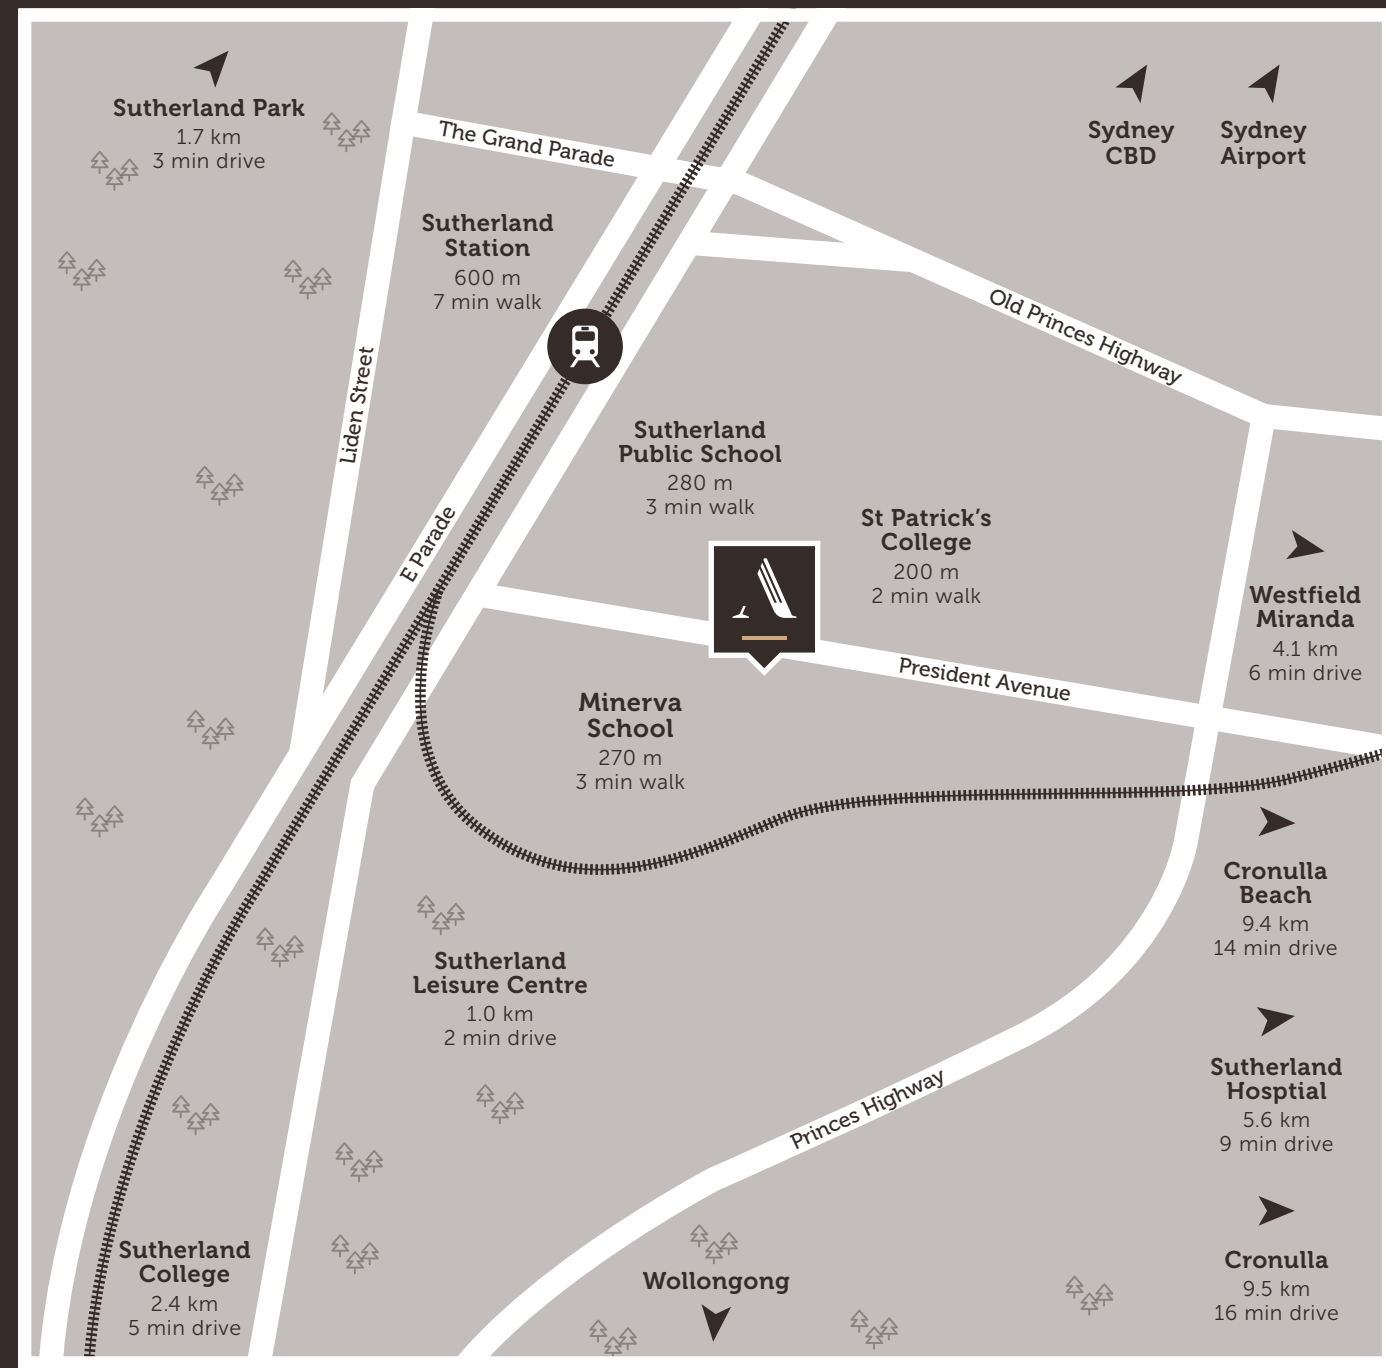 Sutherland Park
1.7 km
3 min drive
The Grand Parade
Sydney
CBD
Sydney
Airport
Sutherland
Station
600 m
7 min walk
Old Princes Highway
Liden Street
Sutherland
Public School
280 m
3 min walk
E Parade
St Patrick's
College
200 m
2 min walk
Westfield
Miranda
4.1 km
6 min drive
President Avenue
Minerva
School
270 m
3 min walk
Cronulla
Beach
9.4 km
14 min drive
Sutherland
Leisure Centre
1.0 km
2 min drive
Sutherland
Hosptial
5.6 km
9 min drive
Princes Highway
Sutherland
College
2.4 km
5 min drive
Wollongong
Cronulla
9.5 km
16 min drive